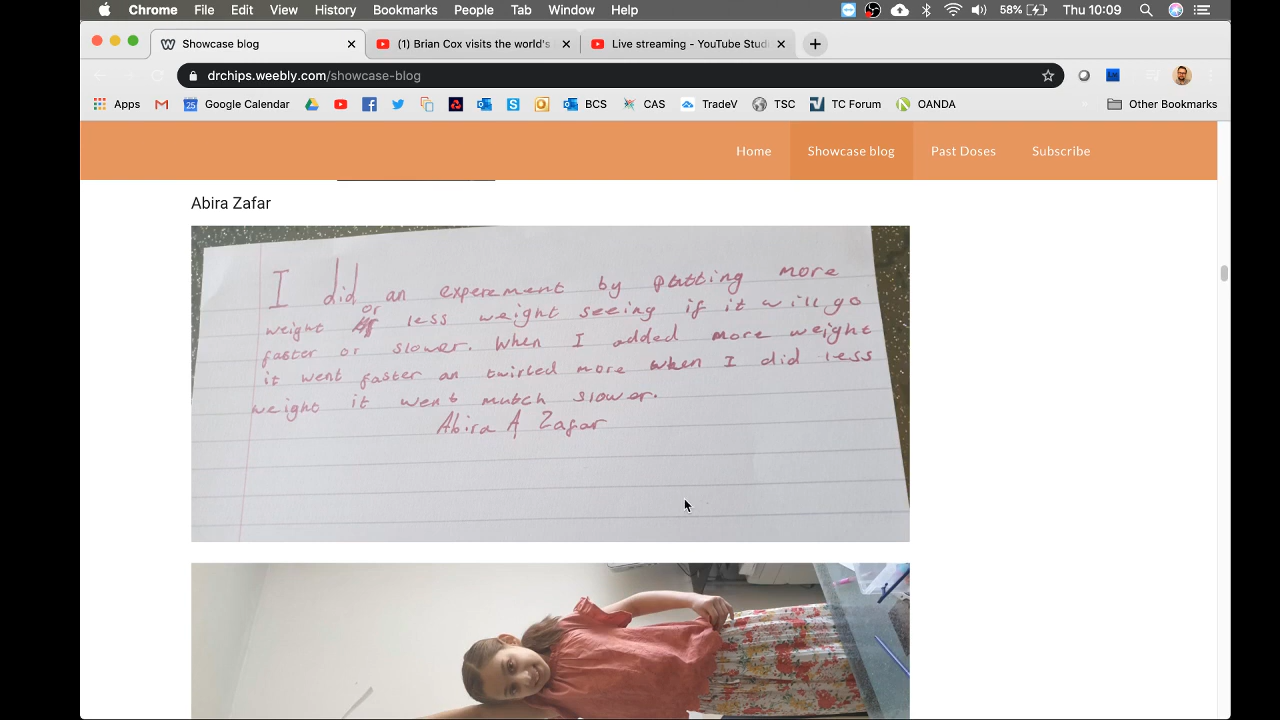 Chrome File Edit View History Bookmarks People Tab Window Help 58% Thu 10:09
Showcase blog (1) Brian Cox visits the world's Live streaming - YouTube Studi
drchips.weebly.com/showcase-blog
Apps Google Calendar BCS CAS TradeV TSC TC Forum OANDA Other Bookmarks
Home Showcase blog Past Doses Subscribe
Abira Zafar
I did an experement by putting more
weight or less weight seeing if it will go
faster or slower. When I added more weight
it went faster an twirled more when I did less
weight it went mutch slower.
Abira A Zafar